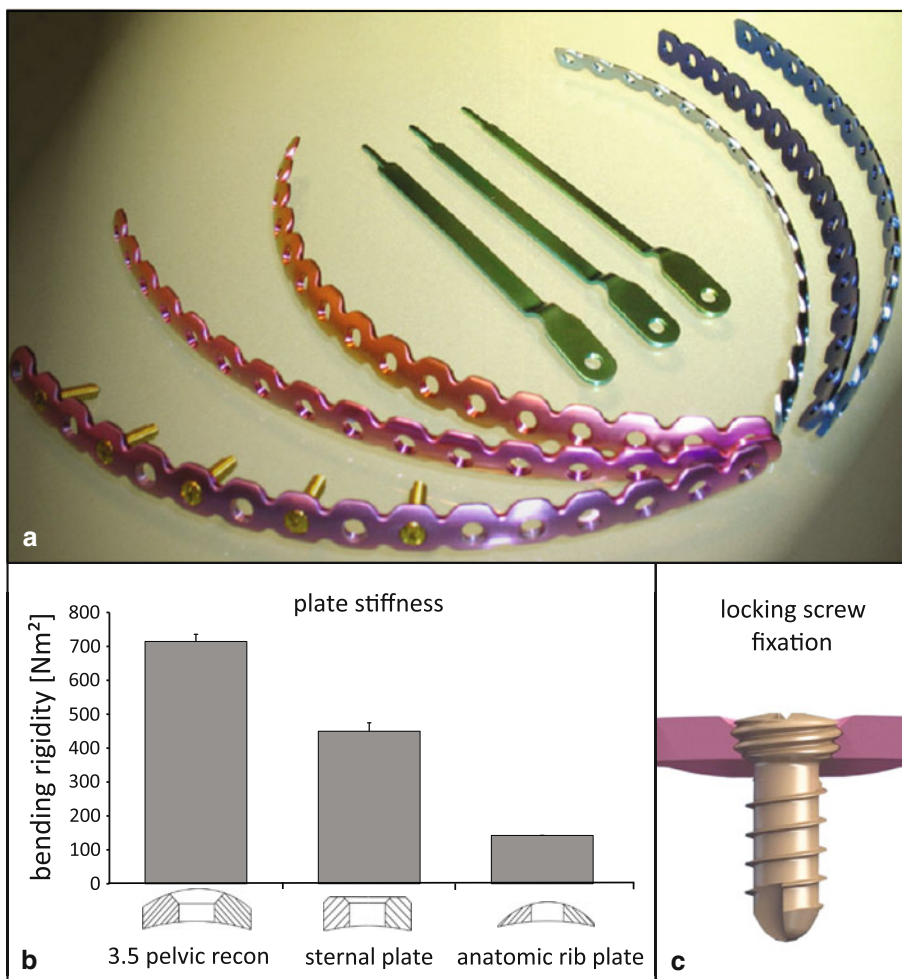 a
plate stiffness
bending rigidity [Nm²]
800
700
600
500
400
300
200
100
0
3.5 pelvic recon
sternal plate
anatomic rib plate
b
locking screw
fixation
c